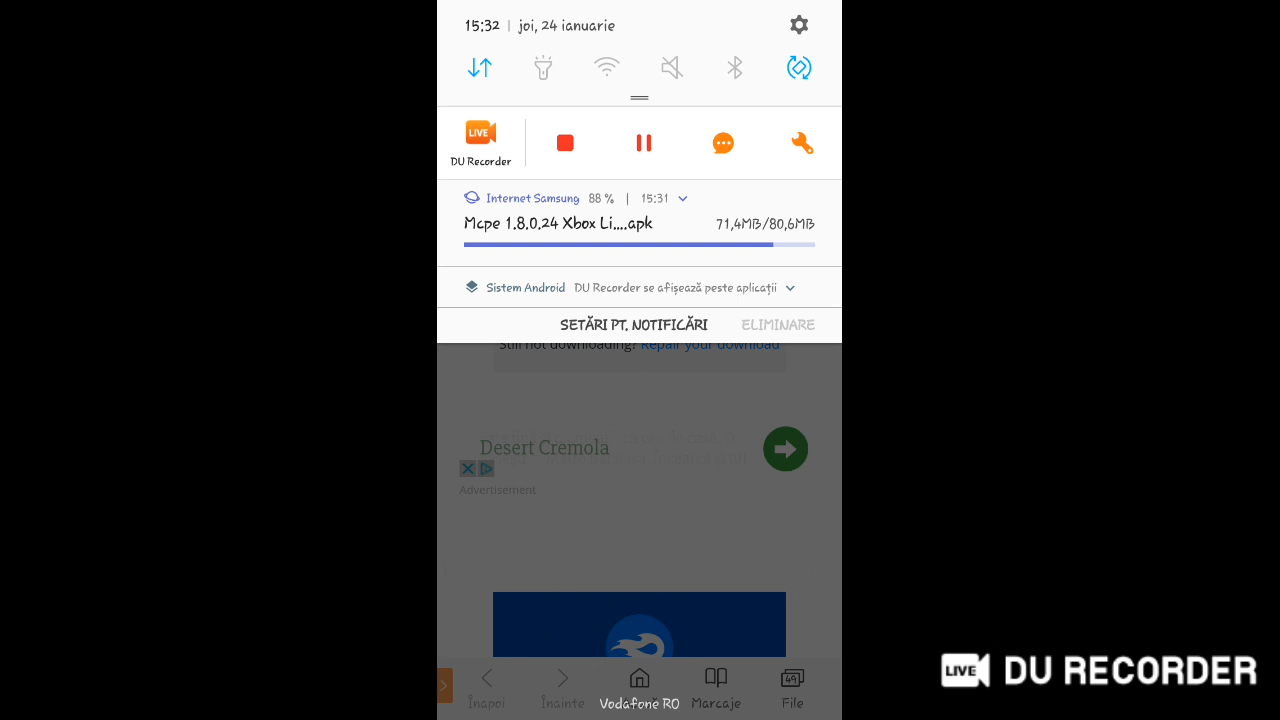 15:32 | joi, 24 ianuarie
LIVE
DU Recorder
Internet Samsung 88 % | 15:31
Mcpe 1.8.0.24 Xbox Li....apk 71,4MB/80,6MB
Sistem Android DU Recorder se afișează peste aplicații
SETĂRI PT. NOTIFICĂRI ELIMINARE
Still not downloading? Repair your download
Desert Cremola
Advertisement
49
Înapoi Înainte Vodafone RO Marcaje File
LIVE DU RECORDER